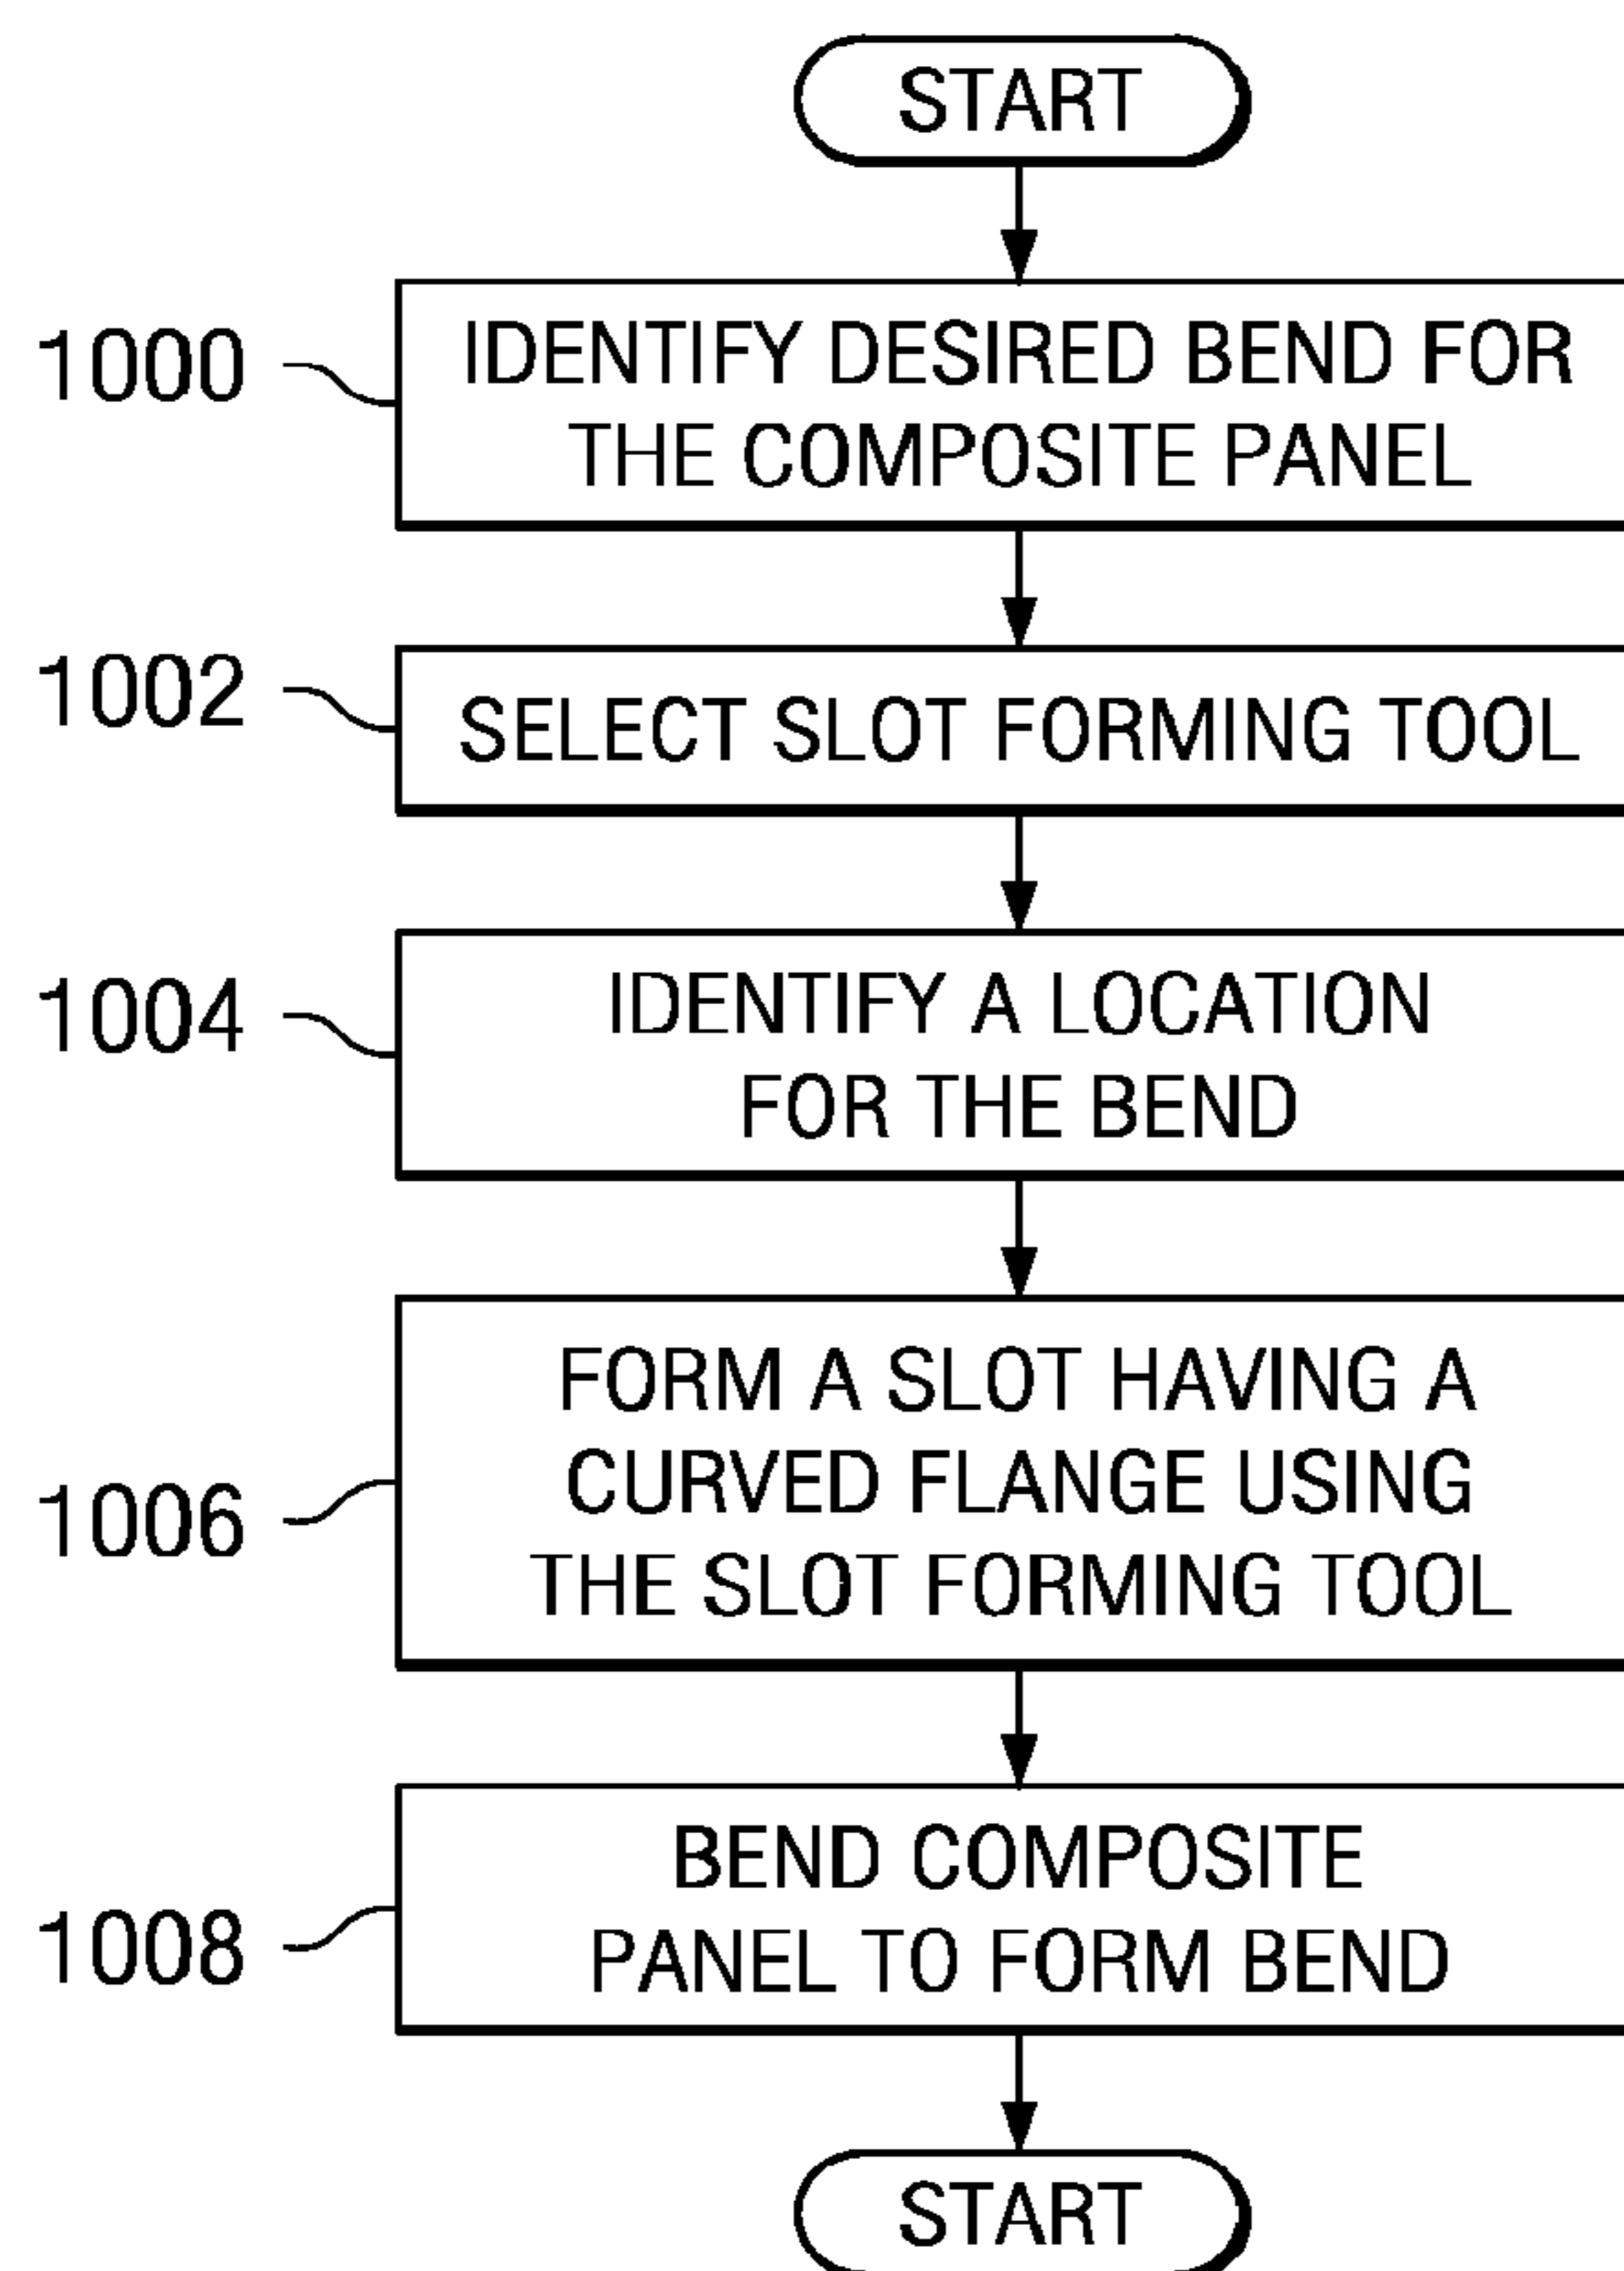 START
1000
IDENTIFY DESIRED BEND FOR
THE COMPOSITE PANEL
1002
SELECT SLOT FORMING TOOL
1004
IDENTIFY A LOCATION
FOR THE BEND
1006
FORM A SLOT HAVING A
CURVED FLANGE USING
THE SLOT FORMING TOOL
1008
BEND COMPOSITE
PANEL TO FORM BEND
START